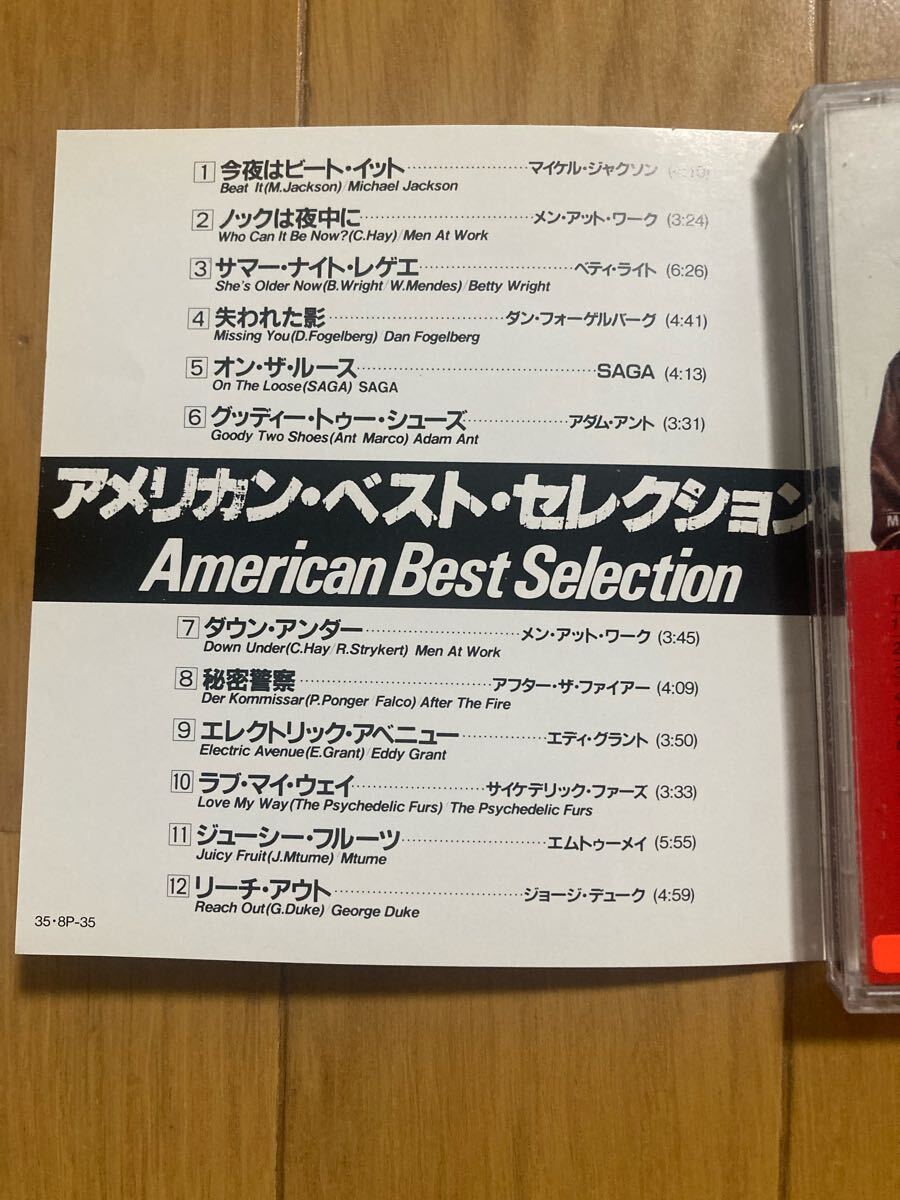 1 今夜はビート・イット マイケル・ジャクソン
Beat It(M.Jackson)/Michael Jackson
2 ノックは夜中に メン・アット・ワーク (3:24)
Who Can It Be Now?(C.Hay)/Men At Work
3 サマー・ナイト・レゲエ ベティ・ライト (6:26)
She's Older Now(B.Wright/W.Mendes)/Betty Wright
4 失われた影 ダン・フォーゲルバーグ (4:41)
Missing You(D.Fogelberg)/Dan Fogelberg
5 オン・ザ・ルース SAGA (4:13)
On The Loose(SAGA) SAGA
6 グッディー・トゥー・シューズ アダム・アント (3:31)
Goody Two Shoes(Ant Marco) Adam Ant
アメリカン・ベスト・セレクション
American Best Selection
7 ダウン・アンダー メン・アット・ワーク (3:45)
Down Under(C.Hay/R.Strykert) Men At Work
8 秘密警察 アフター・ザ・ファイアー (4:09)
Der Kommissar(P.Ponger/Falco) After The Fire
9 エレクトリック・アベニュー エディ・グラント (3:50)
Electric Avenue(E.Grant)/Eddy Grant
10 ラブ・マイ・ウェイ サイケデリック・ファーズ (3:33)
Love My Way(The Psychedelic Furs) The Psychedelic Furs
11 ジューシー・フルーツ エムトゥーメイ (5:55)
Juicy Fruit(J.Mtume)/Mtume
12 リーチ・アウト ジョージ・デューク (4:59)
Reach Out(G.Duke) George Duke
35・8P-35